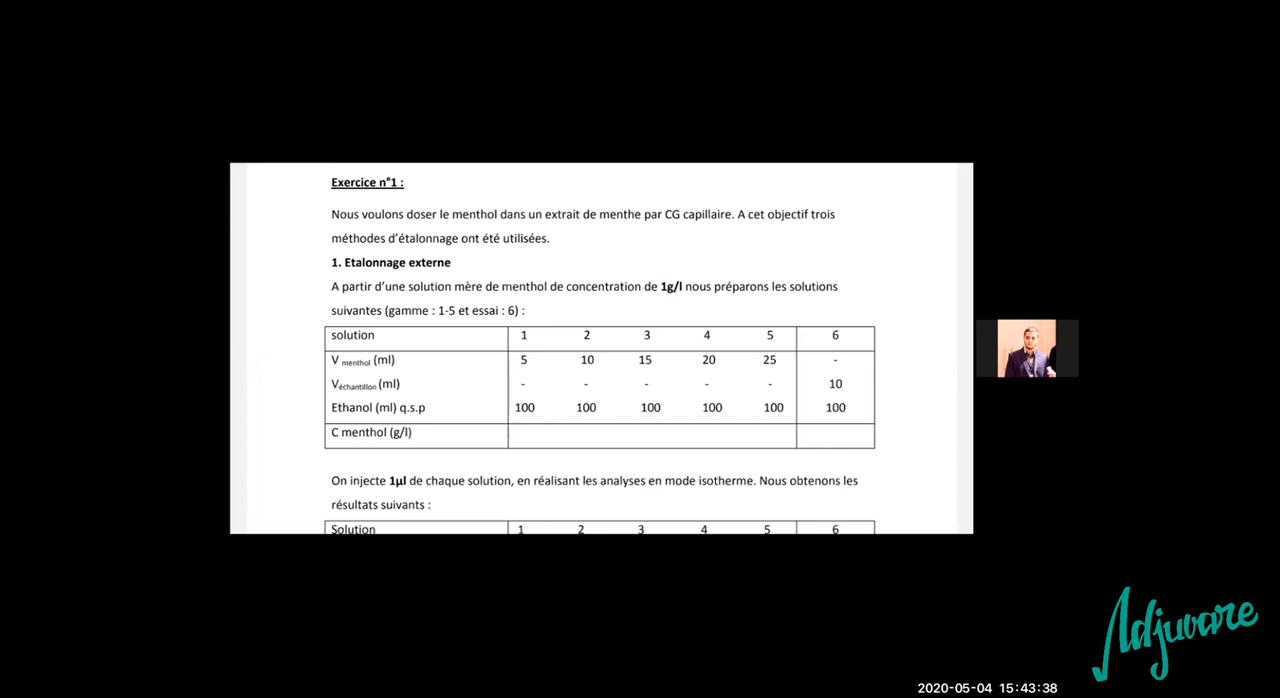 Exercice n°1 :
Nous voulons doser le menthol dans un extrait de menthe par CG capillaire. A cet objectif trois
méthodes d'étalonnage ont été utilisées.
1. Etalonnage externe
A partir d'une solution mère de menthol de concentration de 1g/l nous préparons les solutions
suivantes (gamme : 1-5 et essai : 6) :
solution 1 2 3 4 5 6
V menthol (ml) 5 10 15 20 25 -
Véchantillon (ml) - - - - - 10
Ethanol (ml) q.s.p 100 100 100 100 100 100
C menthol (g/l)
On injecte 1µl de chaque solution, en réalisant les analyses en mode isotherme. Nous obtenons les
résultats suivants :
Solution 1 2 3 4 5 6
Adjuvare
2020-05-04 15:43:38